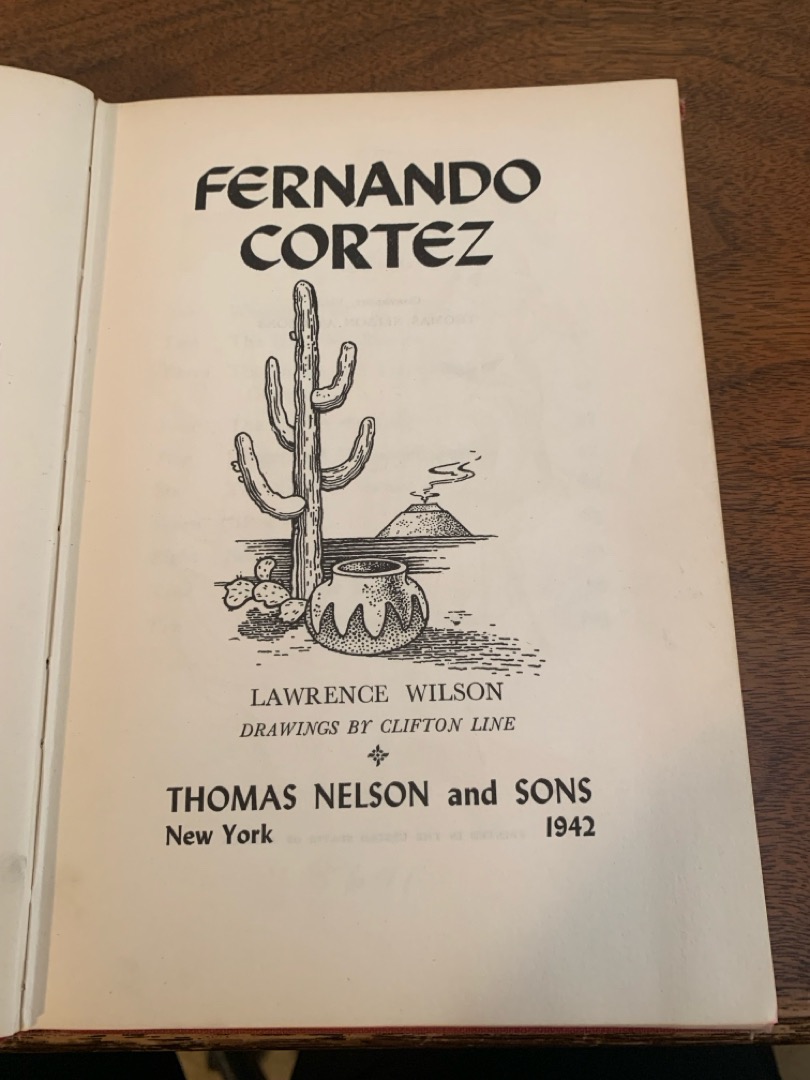 FERNANDO
CORTEZ
LAWRENCE WILSON
DRAWINGS BY CLIFTON LINE
THOMAS NELSON and SONS
New York 1942